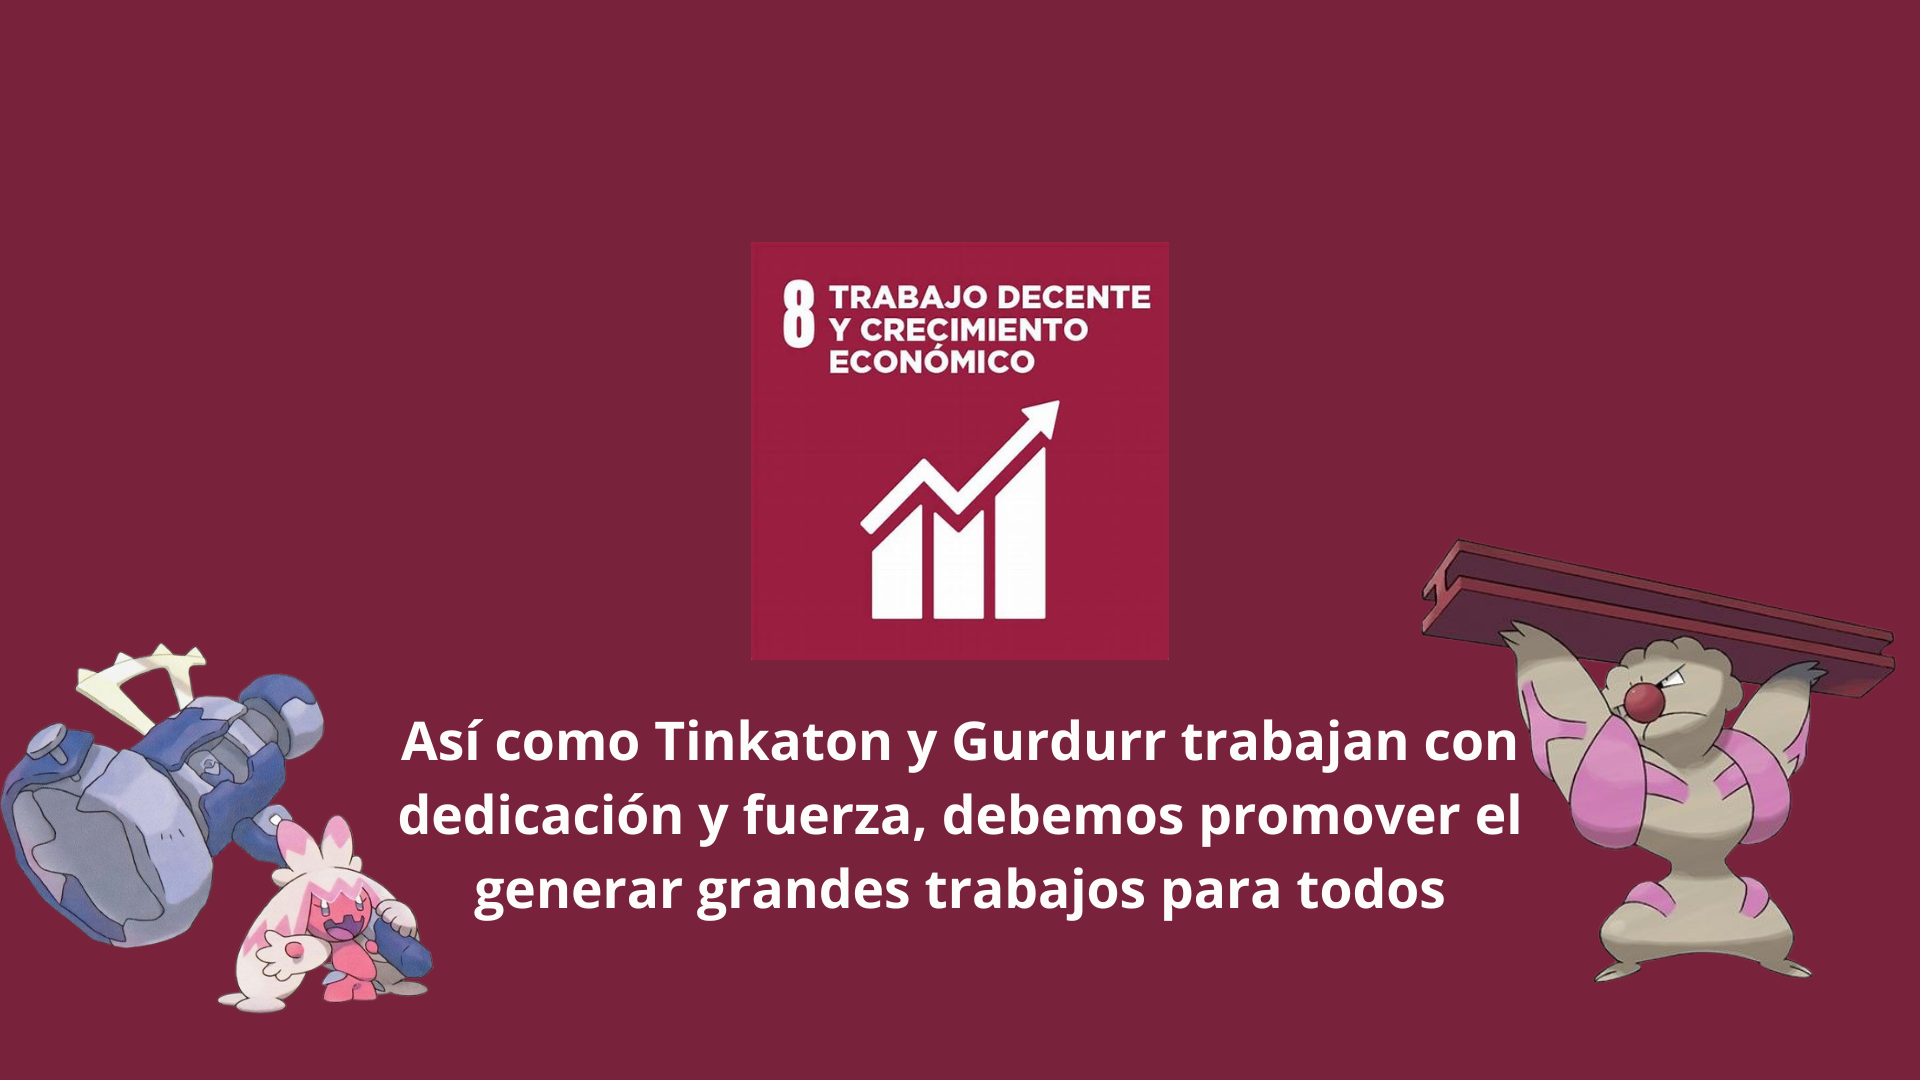 8 TRABAJO DECENTE
Y CRECIMIENTO
ECONÓMICO
Así como Tinkaton y Gurdurr trabajan con
dedicación y fuerza, debemos promover el
generar grandes trabajos para todos